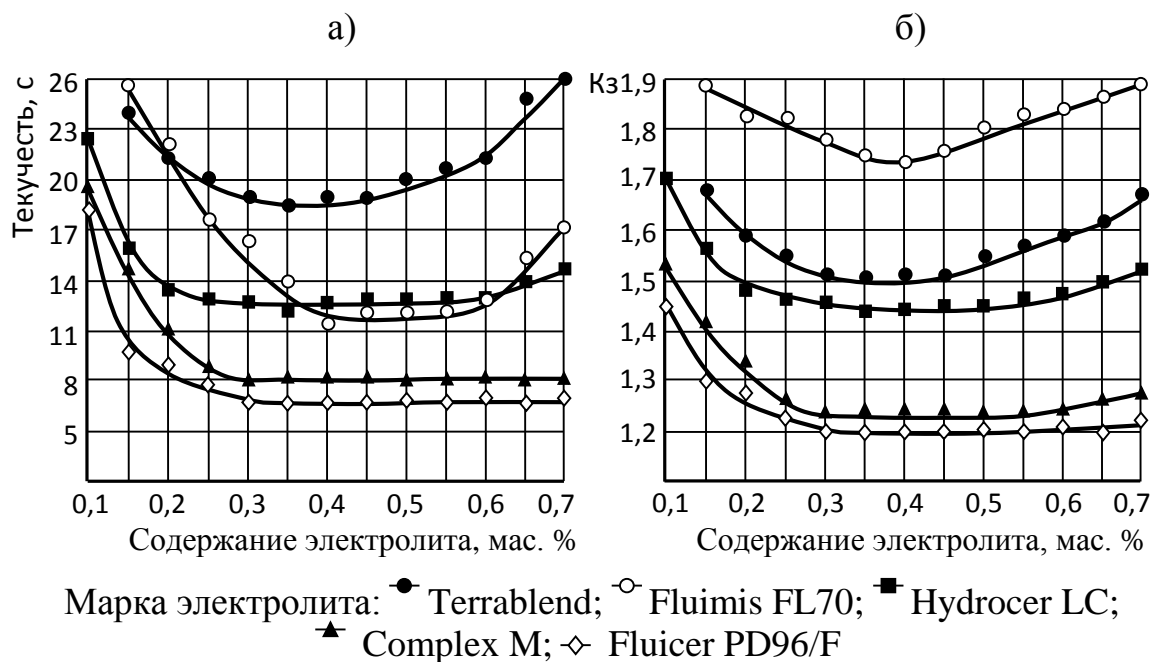 а)
б)
Текучесть, с
26
23
20
17
14
11
8
5
0,1 0,2 0,3 0,4 0,5 0,6 0,7
Содержание электролита, мас. %
Кз
1,9
1,8
1,7
1,6
1,5
1,4
1,3
1,2
0,1 0,2 0,3 0,4 0,5 0,6 0,7
Содержание электролита, мас. %
Марка электролита: Terrablend; Fluimis FL70; Hydrocer LC;
Complex M; Fluicer PD96/F